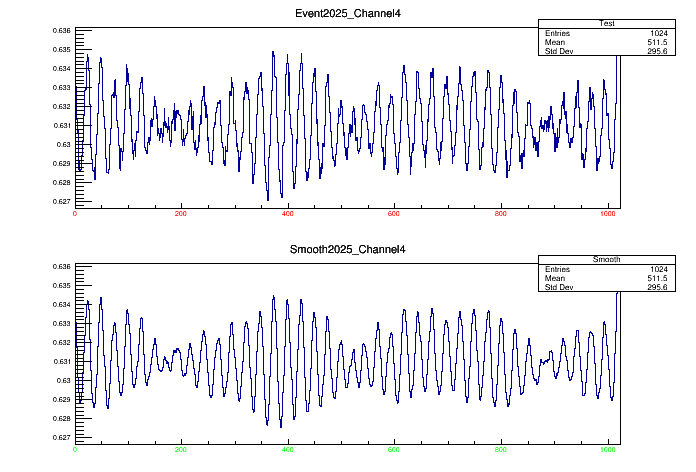 Event2025_Channel4
Test
Entries 1024
Mean 511.5
Std Dev 295.6
0.636
0.635
0.634
0.633
0.632
0.631
0.63
0.629
0.628
0.627
0 200 400 600 800 1000
Smooth2025_Channel4
Smooth
Entries 1024
Mean 511.5
Std Dev 295.6
0.636
0.635
0.634
0.633
0.632
0.631
0.63
0.629
0.628
0.627
0 200 400 600 800 1000